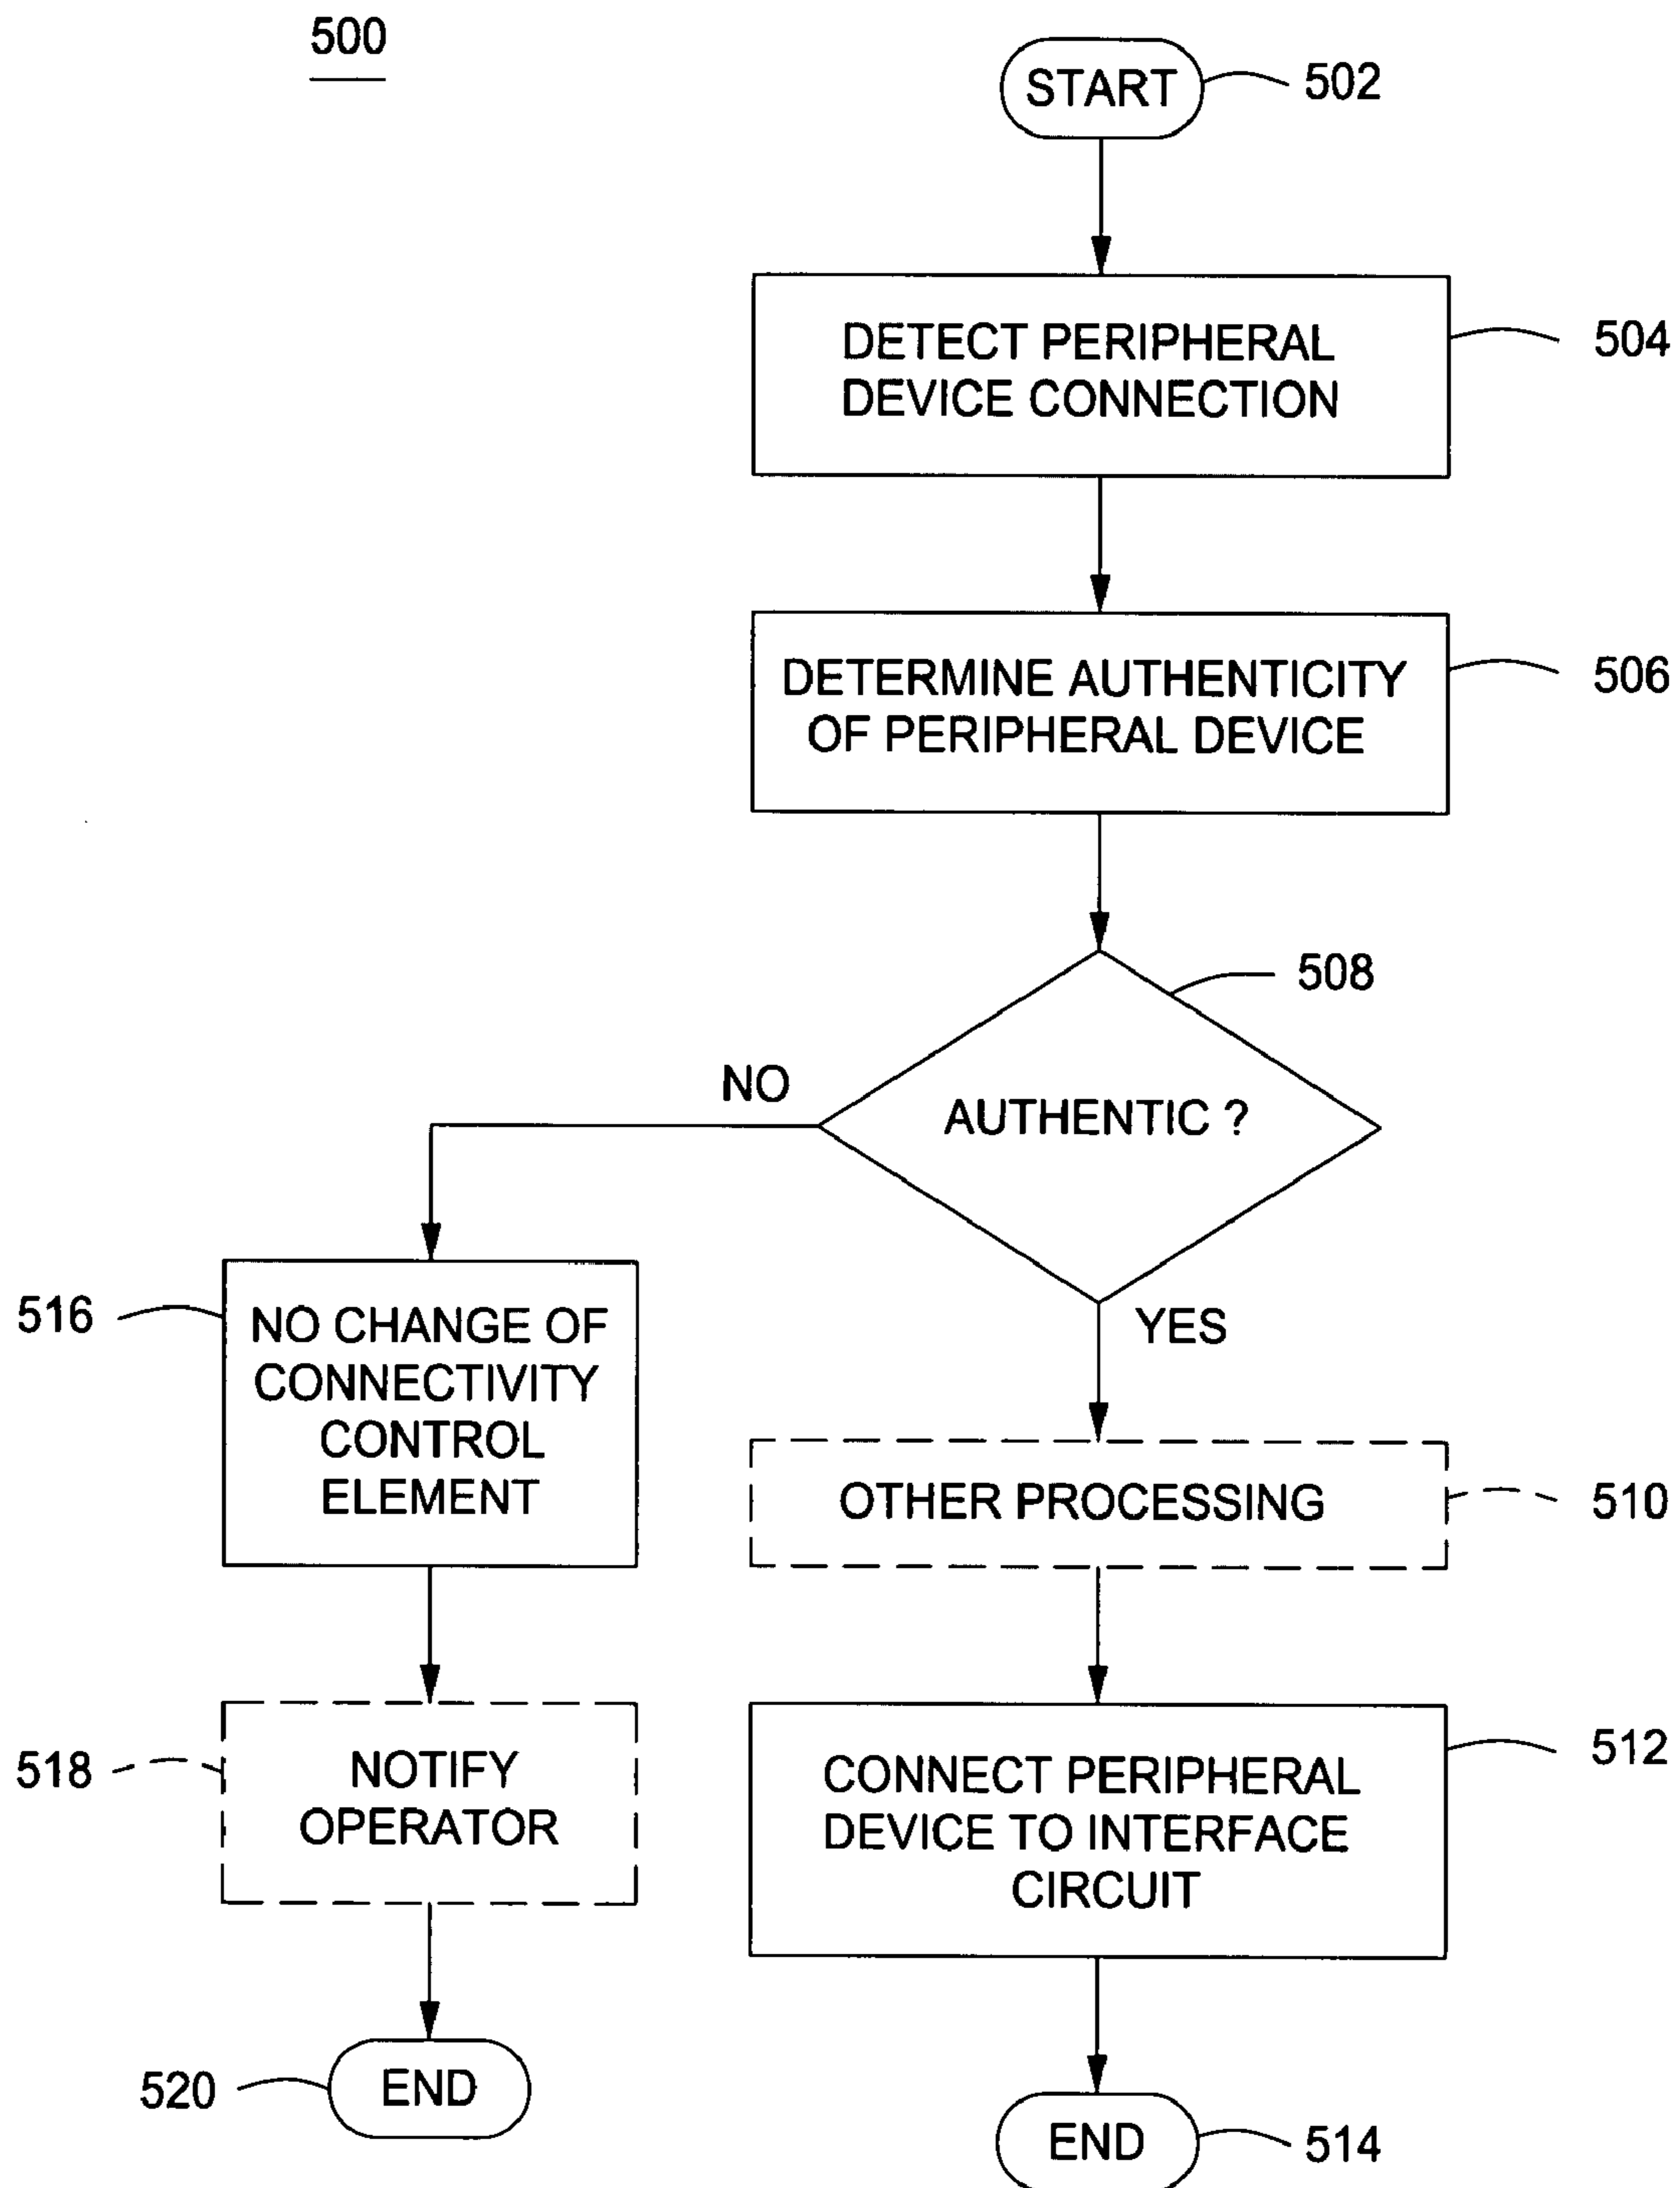 500
START
502
DETECT PERIPHERAL
DEVICE CONNECTION
504
DETERMINE AUTHENTICITY
OF PERIPHERAL DEVICE
506
508
AUTHENTIC ?
NO
YES
516
NO CHANGE OF
CONNECTIVITY
CONTROL
ELEMENT
OTHER PROCESSING
510
518
NOTIFY
OPERATOR
CONNECT PERIPHERAL
DEVICE TO INTERFACE
CIRCUIT
512
520
END
END
514